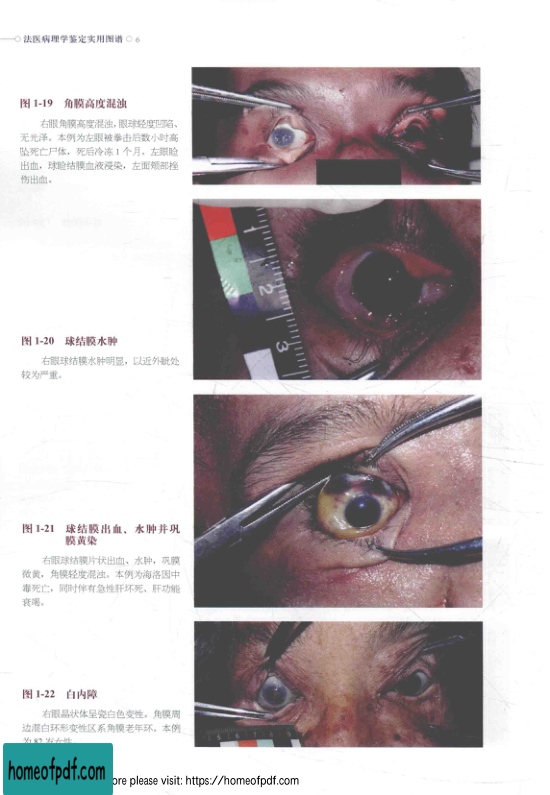 法医病理学鉴定实用图谱 6
图 1-19 角膜高度混浊
右眼角膜高度混浊,眼球轻度凹陷、
无光泽。本例为左眼被拳击后数小时高
坠死亡尸体,死后冷冻 1 个月。左眼睑
出血,球睑结膜血液浸染,左面颊部挫
伤出血。
图 1-20 球结膜水肿
右眼球结膜水肿明显,以近外眦处
较为严重。
图 1-21 球结膜出血、水肿并巩
膜黄染
右眼球结膜片状出血、水肿,巩膜
微黄,角膜轻度混浊。本例为海洛因中
毒死亡,同时伴有急性肝坏死、肝功能
衰竭。
图 1-22 白内障
右眼晶状体呈瓷白色变性。角膜周
边混白环形变性区系角膜老年环。本例
为 82 岁女性。
1
2
3
homeofpdf.com
ore please visit: https://homeofpdf.com